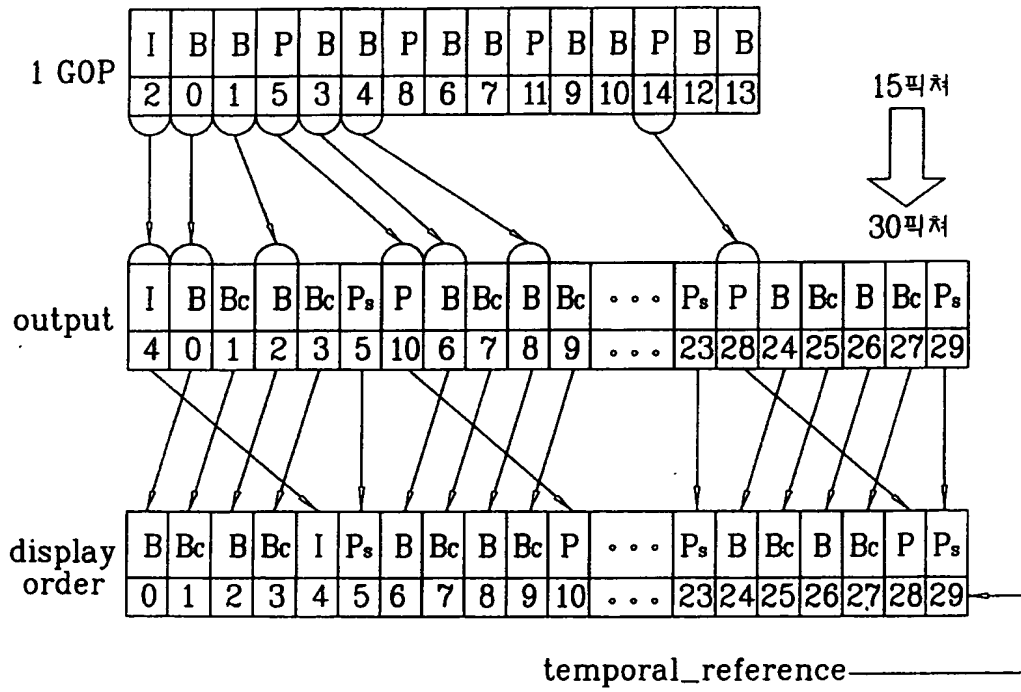 1 GOP
I B B P B B P B B P B B P B B
2 0 1 5 3 4 8 6 7 11 9 10 14 12 13
15픽쳐
30픽쳐
output
I B Bc B Bc Ps P B Bc B Bc ∘ ∘ ∘ Ps P B Bc B Bc Ps
4 0 1 2 3 5 10 6 7 8 9 ∘ ∘ ∘ 23 28 24 25 26 27 29
display
order
B Bc B Bc I Ps B Bc B Bc P ∘ ∘ ∘ Ps B Bc B Bc P Ps
0 1 2 3 4 5 6 7 8 9 10 ∘ ∘ ∘ 23 24 25 26 27 28 29
temporal_reference